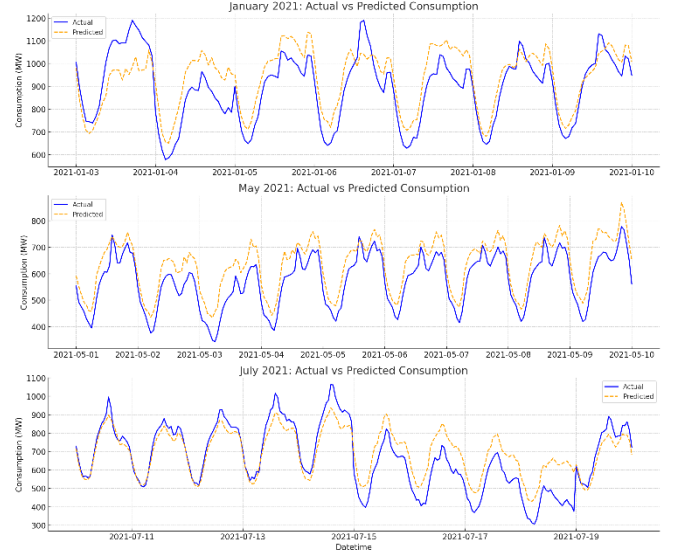 January 2021: Actual vs Predicted Consumption
1200
1100
1000
900
800
700
600
Consumption (MW)
Actual
Predicted
2021-01-03 2021-01-04 2021-01-05 2021-01-06 2021-01-07 2021-01-08 2021-01-09 2021-01-10
May 2021: Actual vs Predicted Consumption
800
700
600
500
400
Consumption (MW)
Actual
Predicted
2021-05-01 2021-05-02 2021-05-03 2021-05-04 2021-05-05 2021-05-06 2021-05-07 2021-05-08 2021-05-09 2021-05-10
July 2021: Actual vs Predicted Consumption
1100
1000
900
800
700
600
500
400
300
Consumption (MW)
Actual
Predicted
2021-07-11 2021-07-13 2021-07-15 2021-07-17 2021-07-19
Datetime